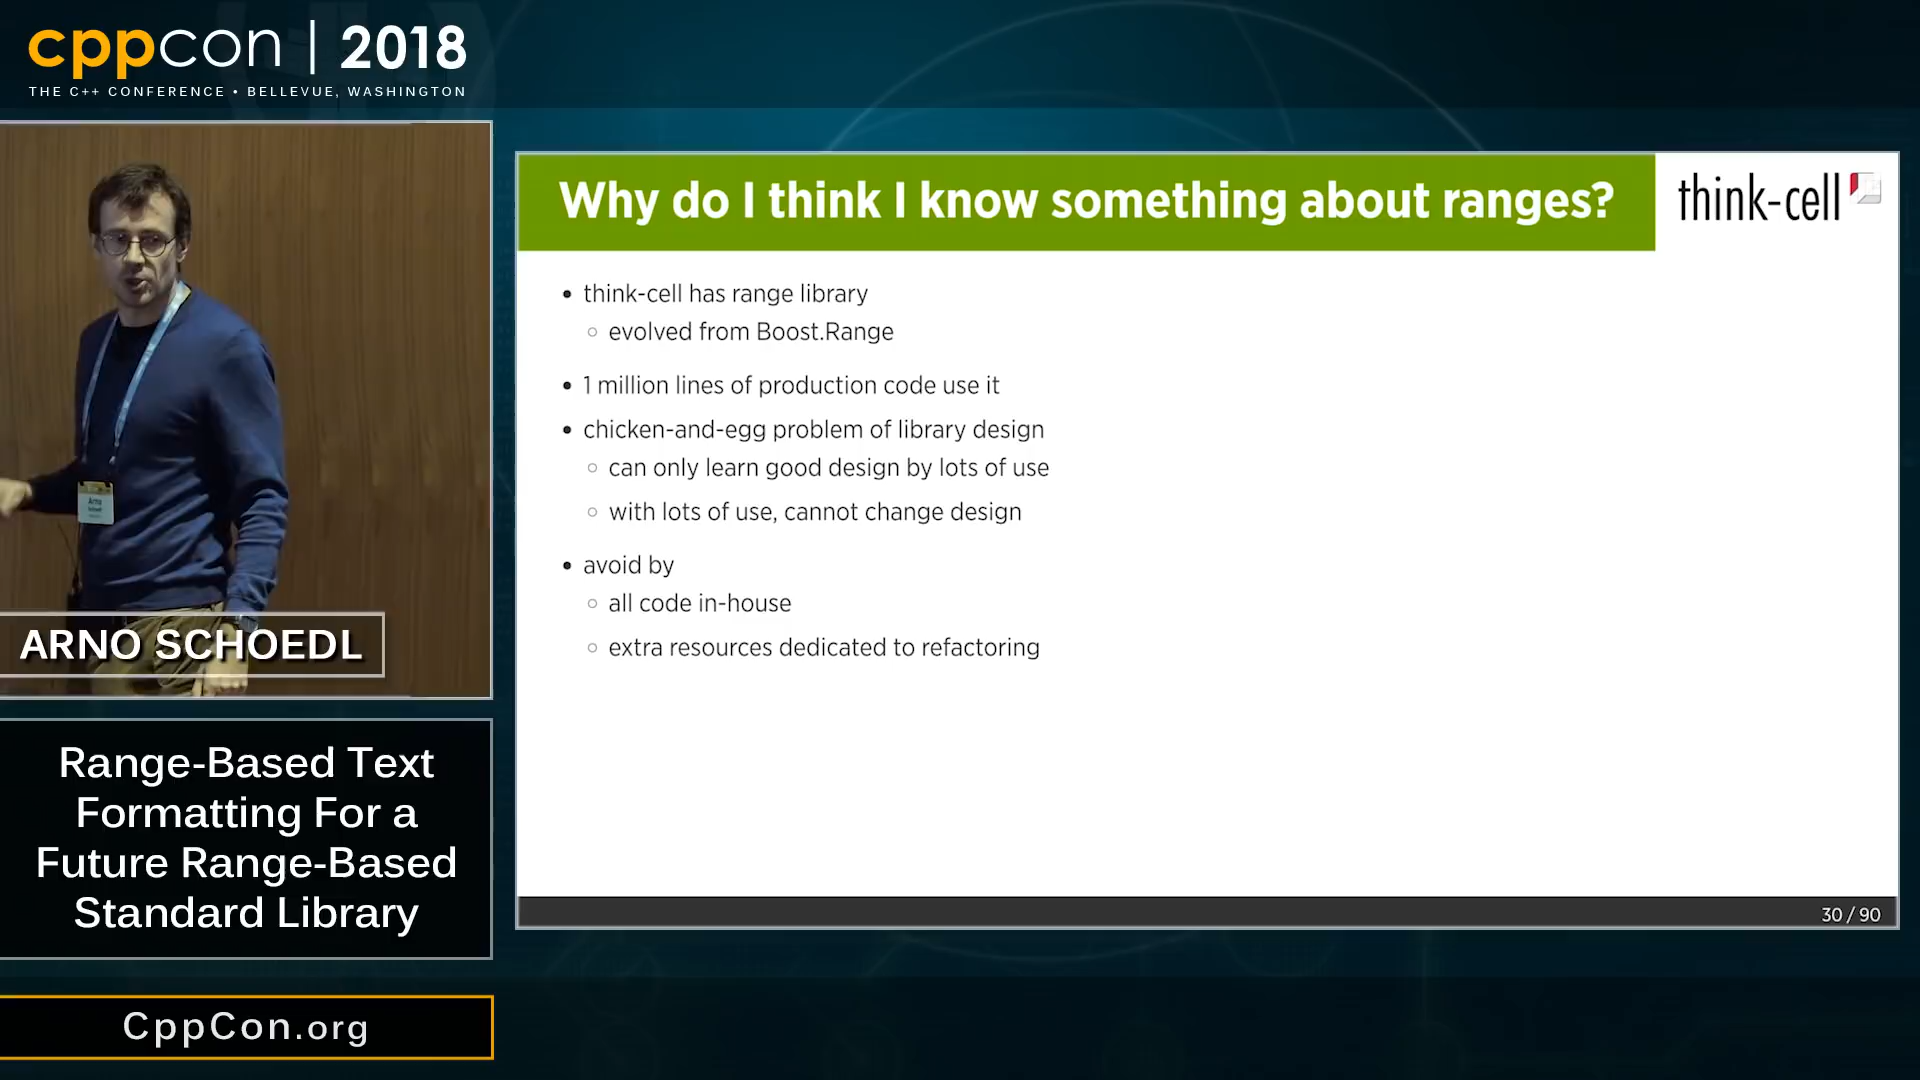 cppcon | 2018
THE C++ CONFERENCE • BELLEVUE, WASHINGTON
Arno
ARNO SCHOEDL
Range-Based Text
Formatting For a
Future Range-Based
Standard Library
CppCon.org
Why do I think I know something about ranges?
think-cell
• think-cell has range library
○ evolved from Boost.Range
• 1 million lines of production code use it
• chicken-and-egg problem of library design
○ can only learn good design by lots of use
○ with lots of use, cannot change design
• avoid by
○ all code in-house
○ extra resources dedicated to refactoring
30 / 90